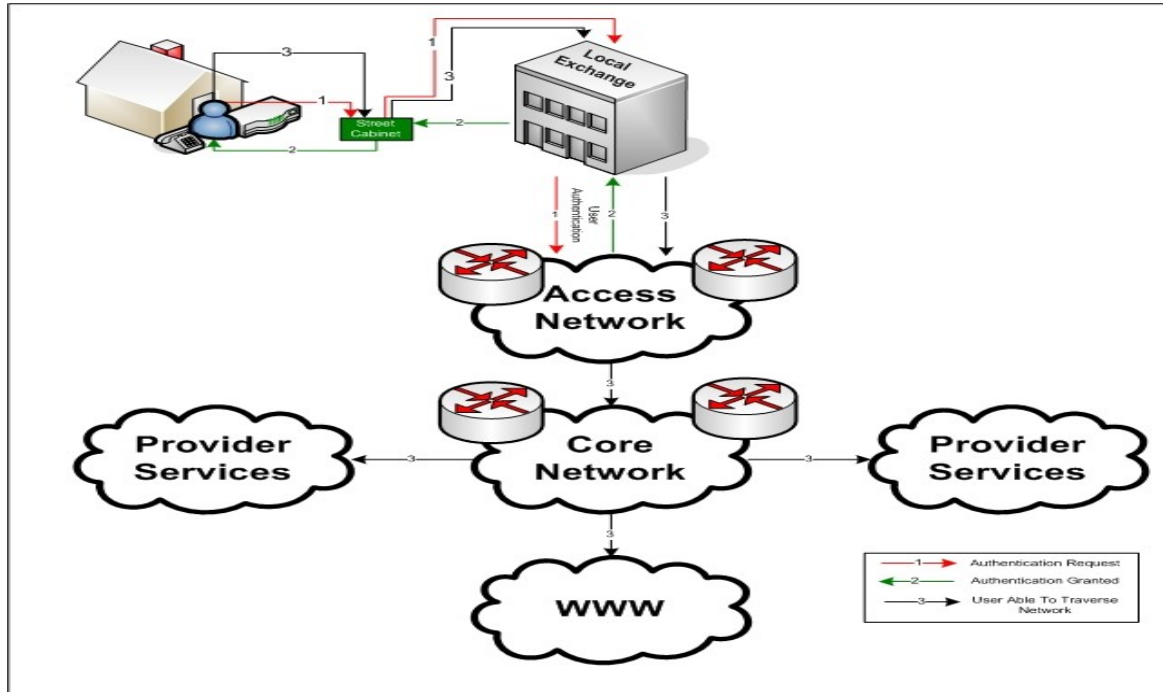 3
1
3
1
Local
Exchange
Street
Cabinet
2
2
1
User
Authentication
2
3
Access
Network
3
Provider
Services
3
Core
Network
3
Provider
Services
3
WWW
1 Authentication Request
2 Authentication Granted
3 User Able To Traverse
Network